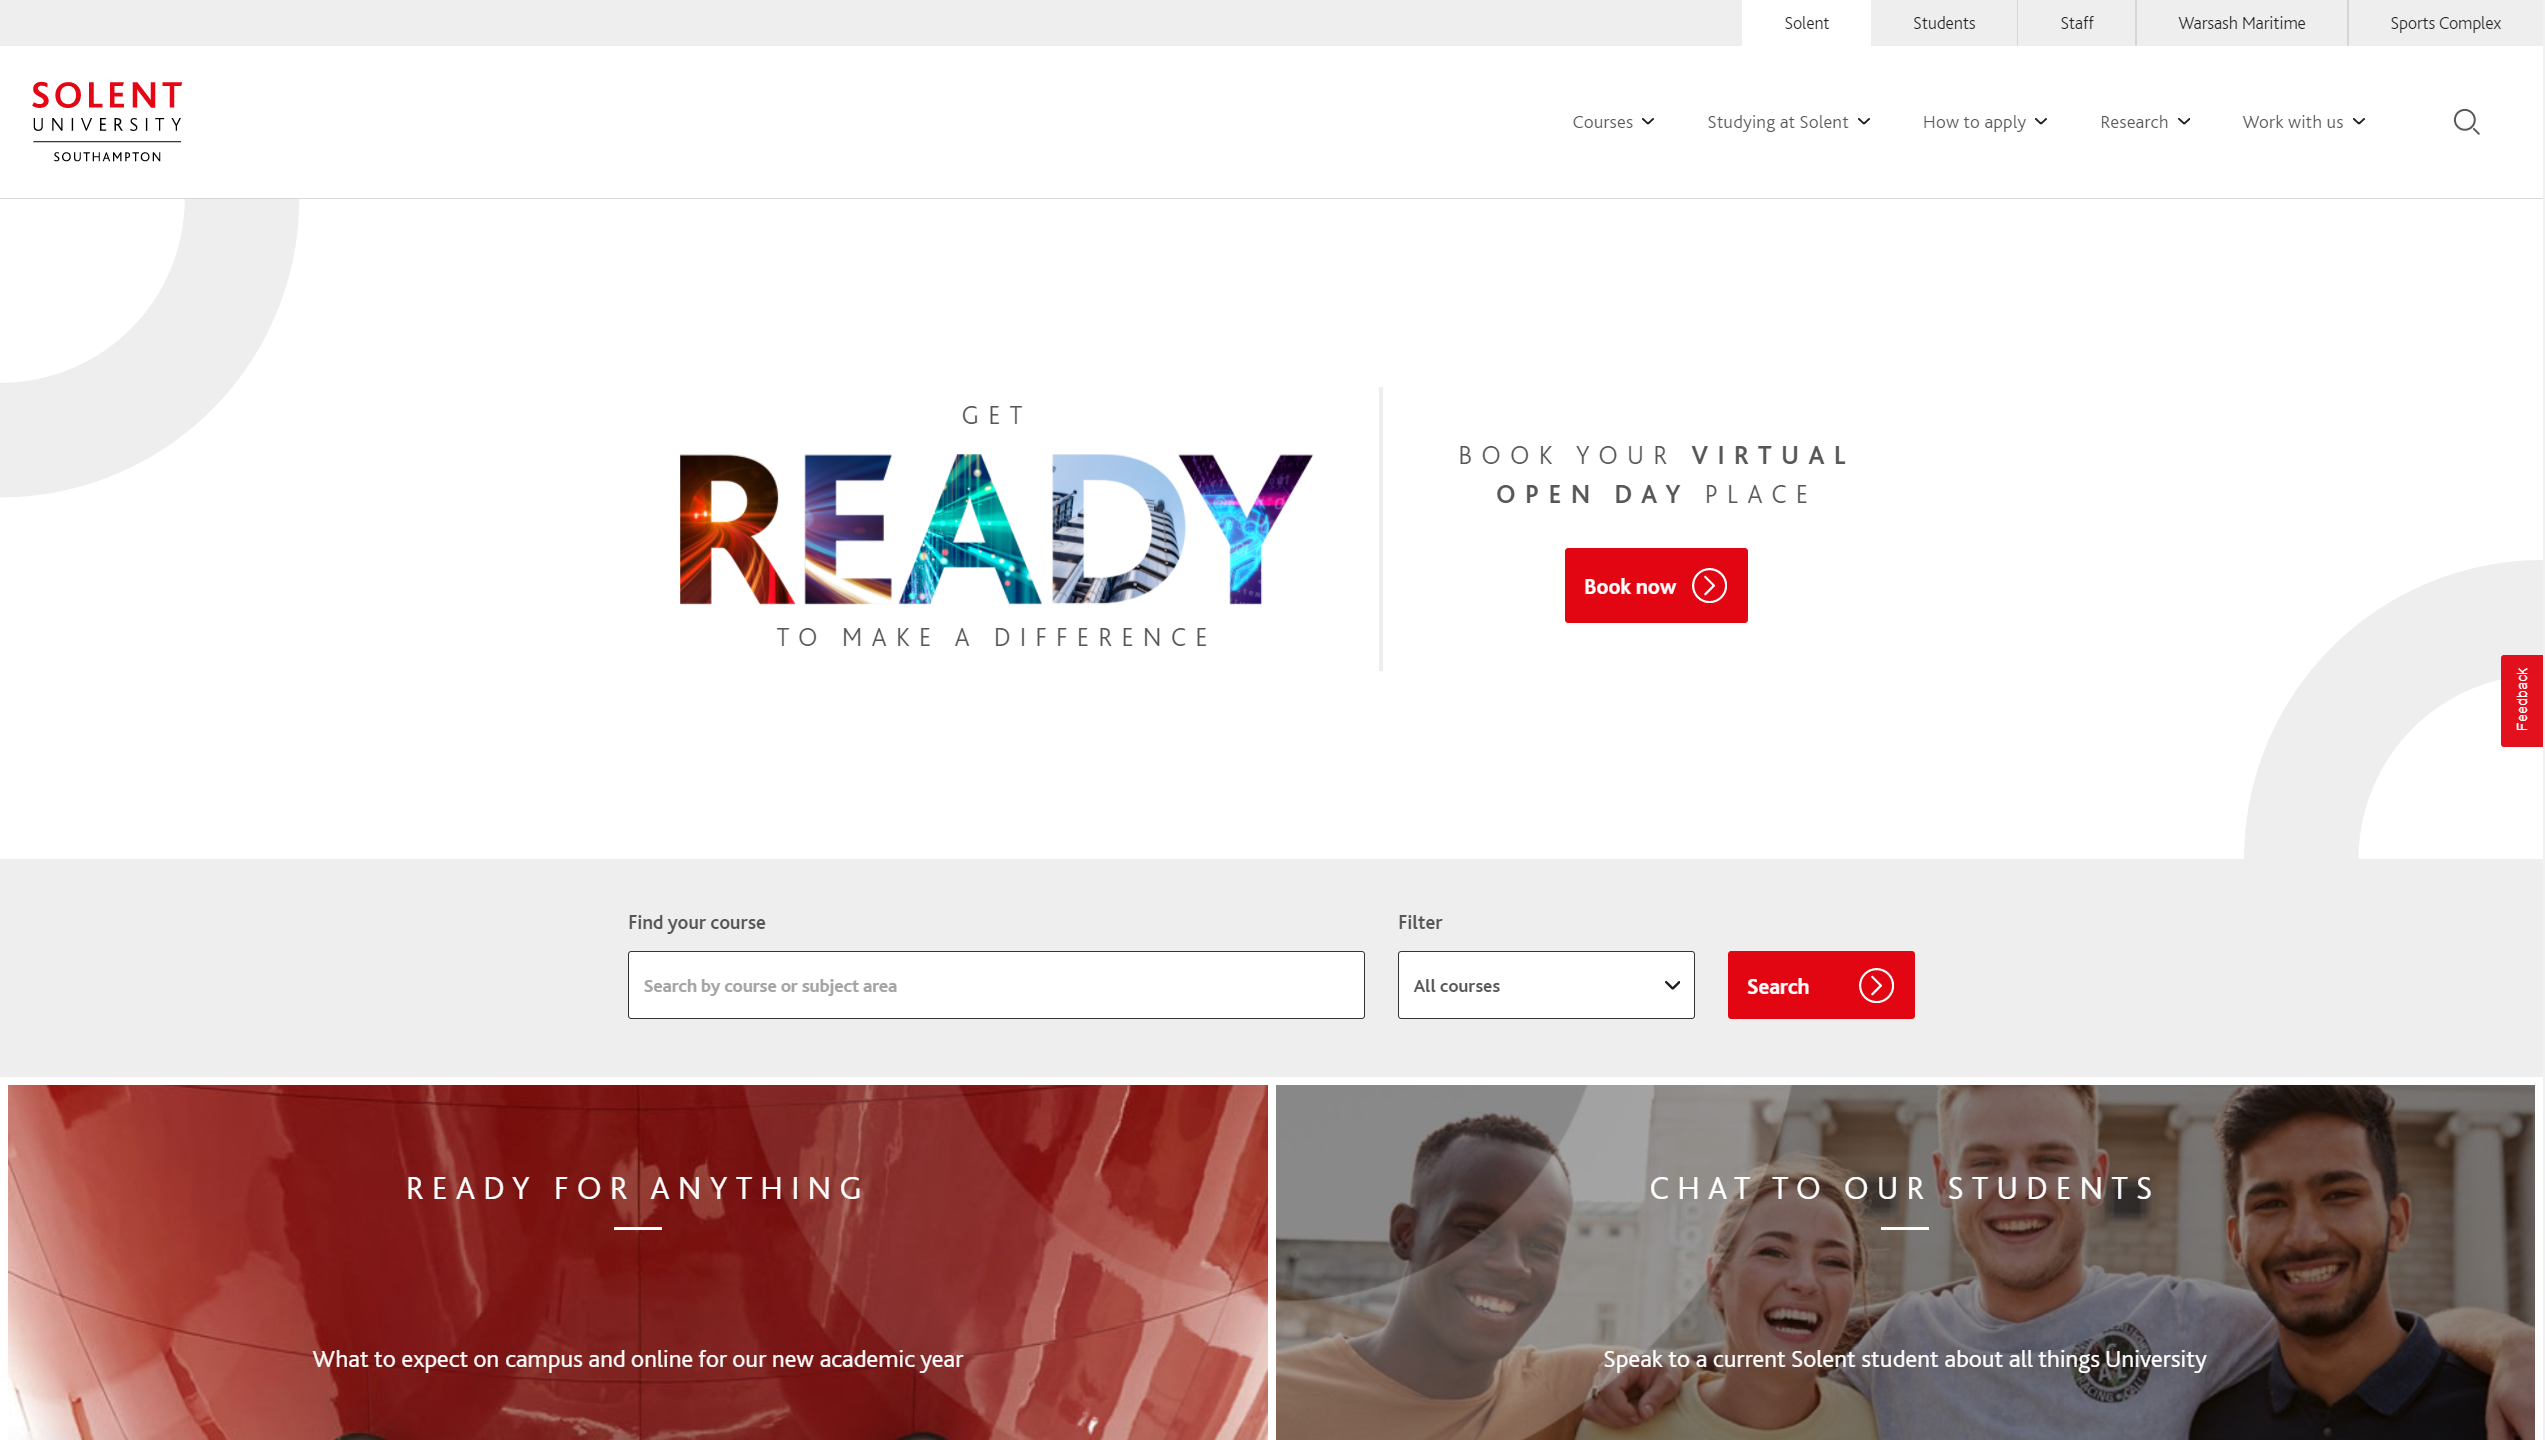 Solent
Students
Staff
Warsash Maritime
Sports Complex
SOLENT
UNIVERSITY
SOUTHAMPTON
Courses
Studying at Solent
How to apply
Research
Work with us
GET
READY
TO MAKE A DIFFERENCE
BOOK YOUR VIRTUAL
OPEN DAY PLACE
Book now
Feedback
Find your course
Filter
Search by course or subject area
All courses
Search
READY FOR ANYTHING
What to expect on campus and online for our new academic year
CHAT TO OUR STUDENTS
Speak to a current Solent student about all things University